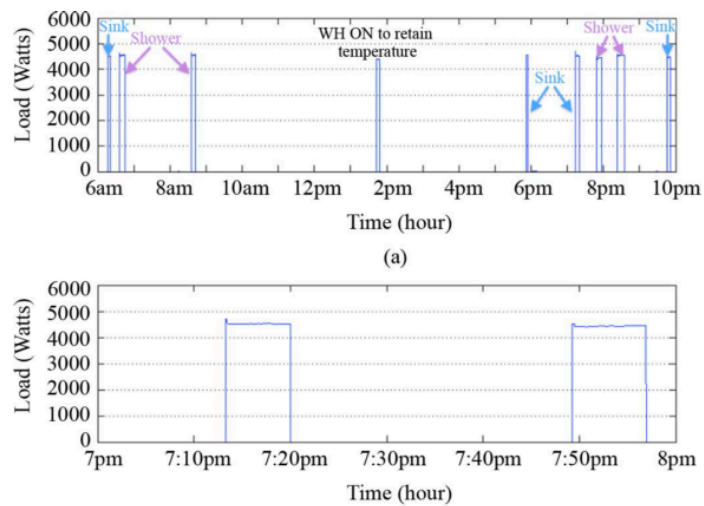 6000
5000
4000
3000
2000
1000
0
Load (Watts)
Sink
Shower
WH ON to retain
temperature
Sink
Shower
Sink
6am 8am 10am 12pm 2pm 4pm 6pm 8pm 10pm
Time (hour)
(a)
6000
5000
4000
3000
2000
1000
0
Load (Watts)
7pm 7:10pm 7:20pm 7:30pm 7:40pm 7:50pm 8pm
Time (hour)